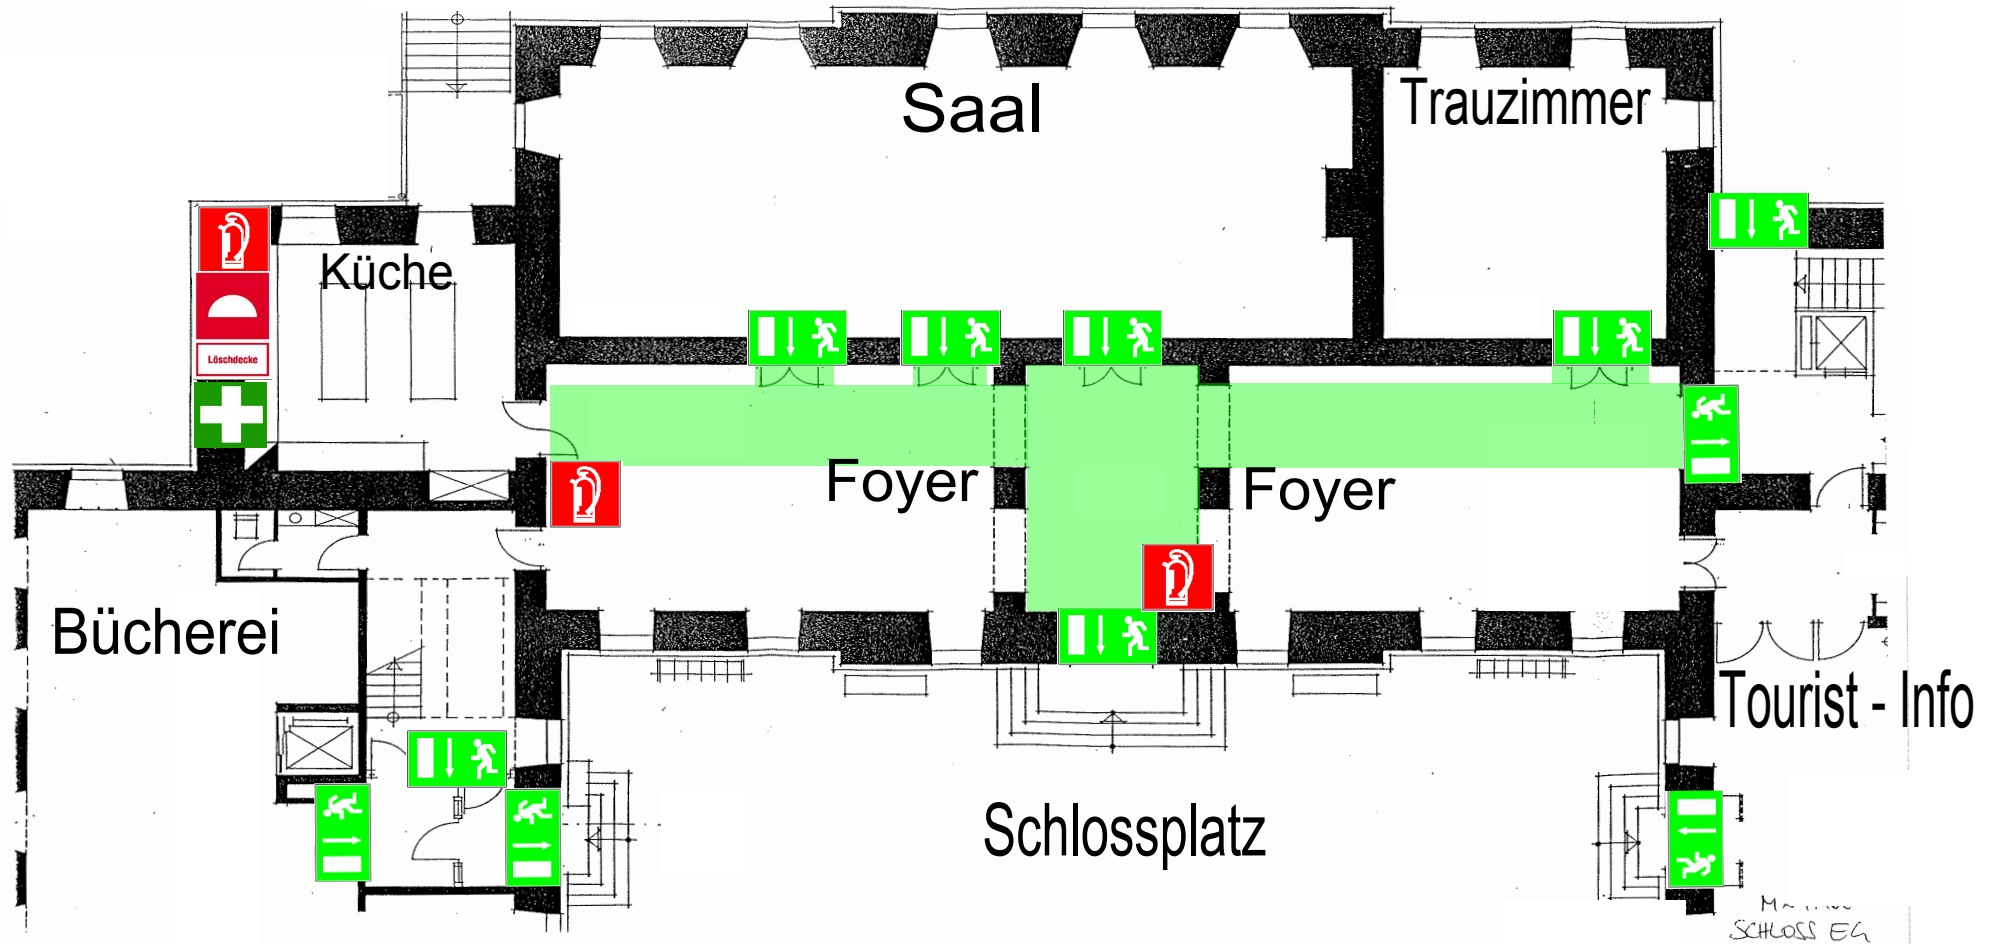 Saal
Trauzimmer
Küche
Löschdecke
Foyer
Foyer
Bücherei
Tourist - Info
Schlossplatz
SCHLOSS EG